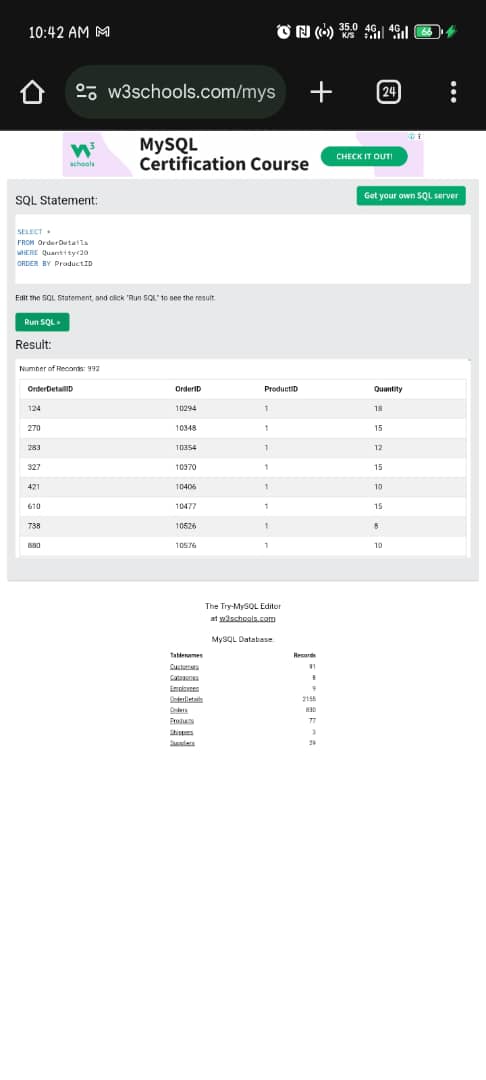 10:42 AM
35.0 K/S 4G 4G 66
w3schools.com/mys
24
schools
MySQL
Certification Course
CHECK IT OUT!
SQL Statement:
Get your own SQL server
SELECT *
FROM OrderDetails
WHERE Quantity<20
ORDER BY ProductID
Edit the SQL Statement, and click "Run SQL" to see the result.
Run SQL »
Result:
Number of Records: 992
OrderDetailID OrderID ProductID Quantity
124 10294 1 18
270 10348 1 15
283 10354 1 12
327 10370 1 15
421 10406 1 10
610 10477 1 15
738 10526 1 8
880 10576 1 10
The Try-MySQL Editor
at w3schools.com
MySQL Database:
Tablenames Records
Customers 91
Categories 8
Employees 9
OrderDetails 2155
Orders 830
Products 77
Shippers 3
Suppliers 29